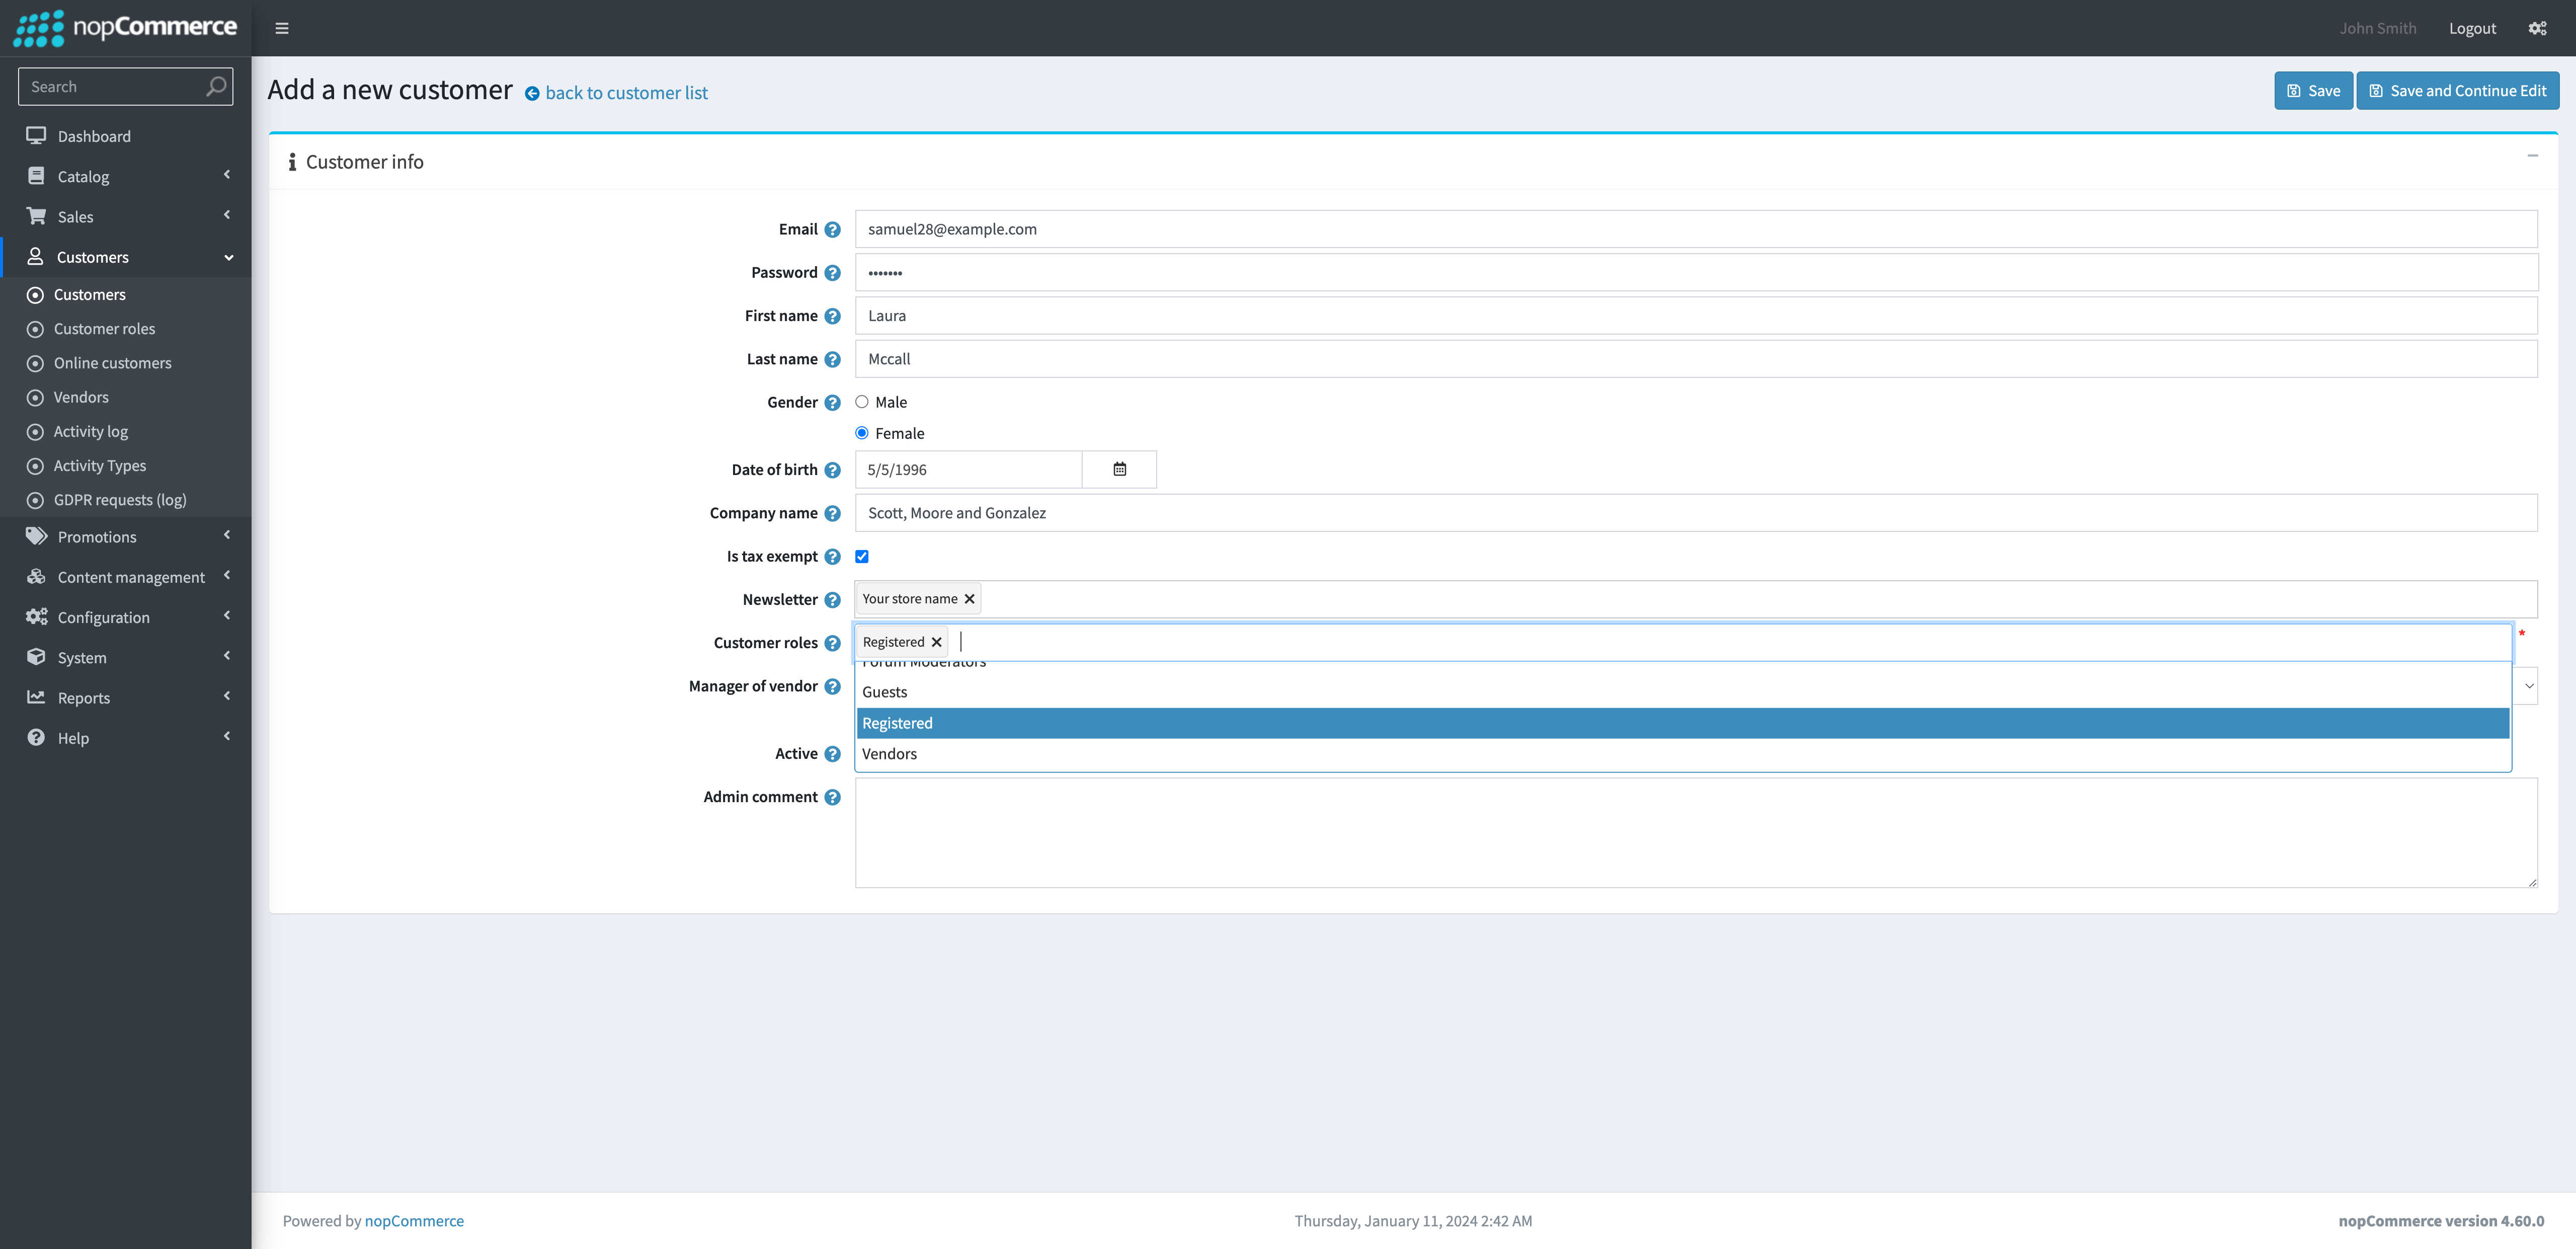 nopCommerce
John Smith
Logout
Search
Add a new customer
back to customer list
Save
Save and Continue Edit
Dashboard
Catalog
Sales
Customers
Customers
Customer roles
Online customers
Vendors
Activity log
Activity Types
GDPR requests (log)
Promotions
Content management
Configuration
System
Reports
Help
Customer info
Email ? samuel28@example.com
Password ? •••••••
First name ? Laura
Last name ? Mccall
Gender ? Male
Female
Date of birth ? 5/5/1996
Company name ? Scott, Moore and Gonzalez
Is tax exempt ?
Newsletter ? Your store name ×
Customer roles ? Registered × *
Forum Moderators
Manager of vendor ? Guests
Registered
Active ? Vendors
Admin comment ?
Powered by nopCommerce
Thursday, January 11, 2024 2:42 AM
nopCommerce version 4.60.0